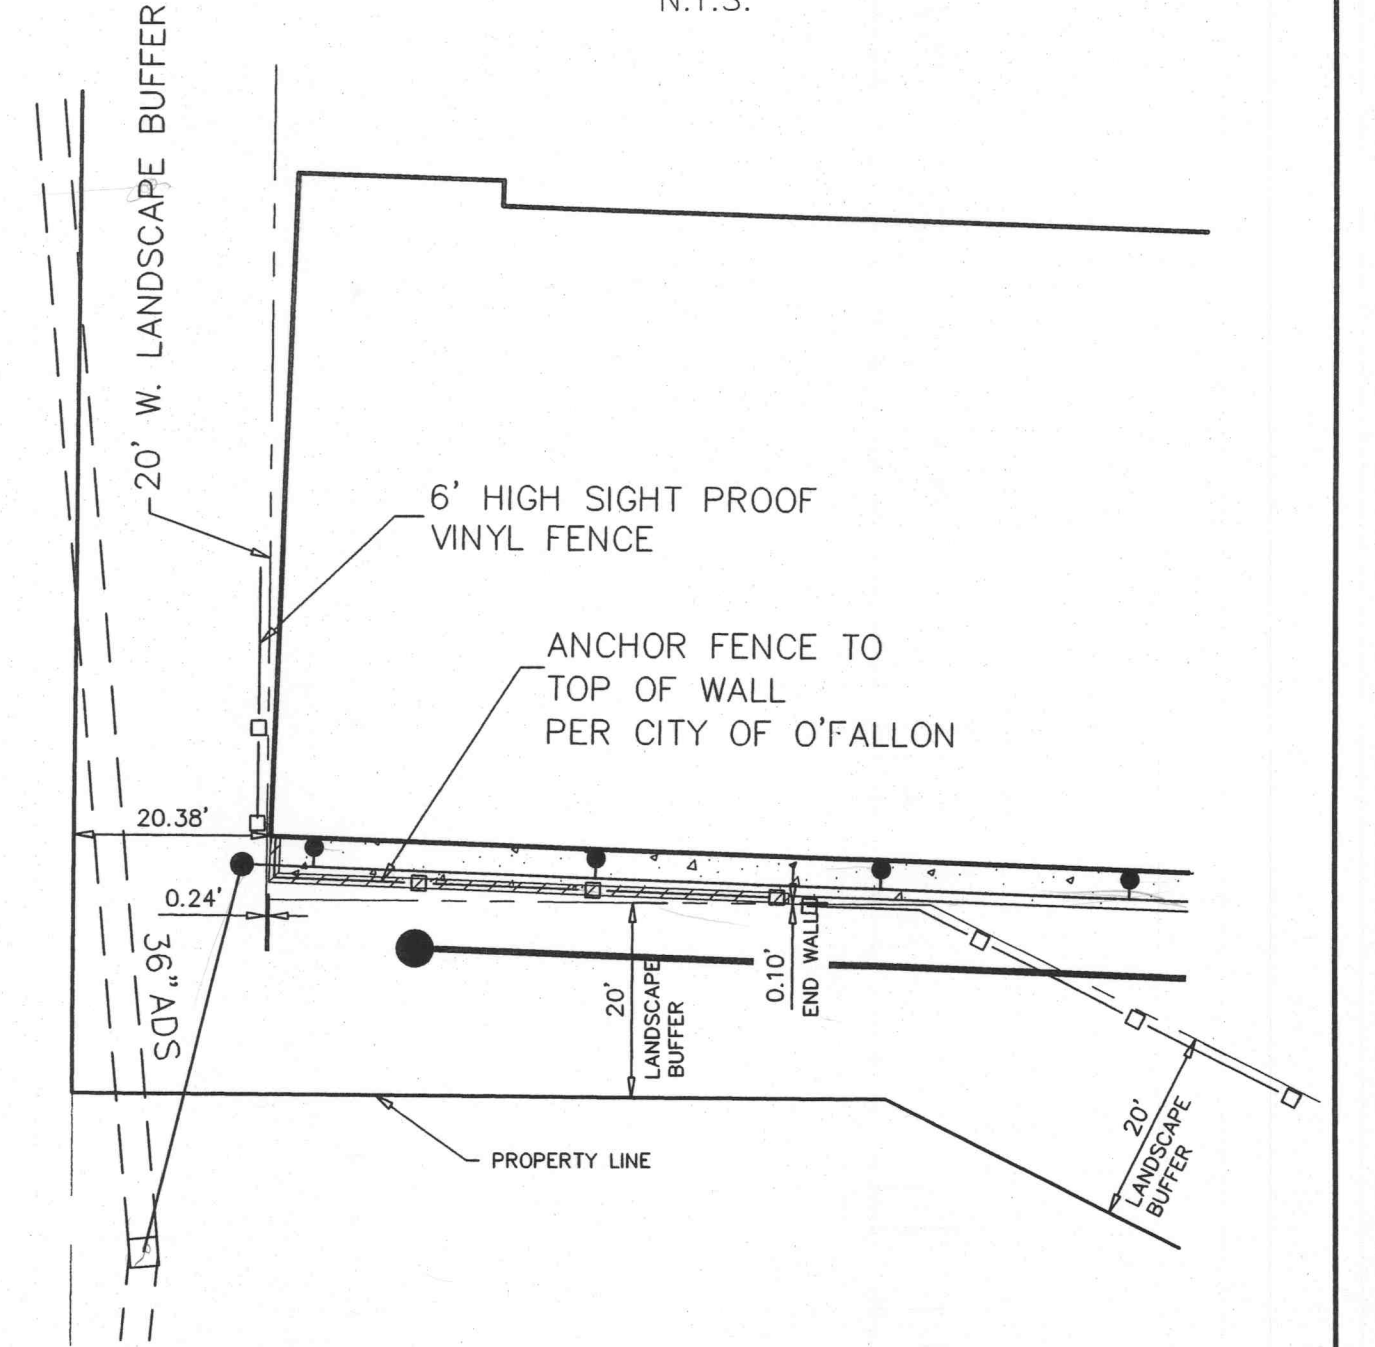 N.T.S.
20' W. LANDSCAPE BUFFER
6' HIGH SIGHT PROOF
VINYL FENCE
ANCHOR FENCE TO
TOP OF WALL
PER CITY OF O'FALLON
20.38'
0.24'
36" ADS
20'
LANDSCAPE
BUFFER
0.10'
END WALL
20'
LANDSCAPE
BUFFER
PROPERTY LINE